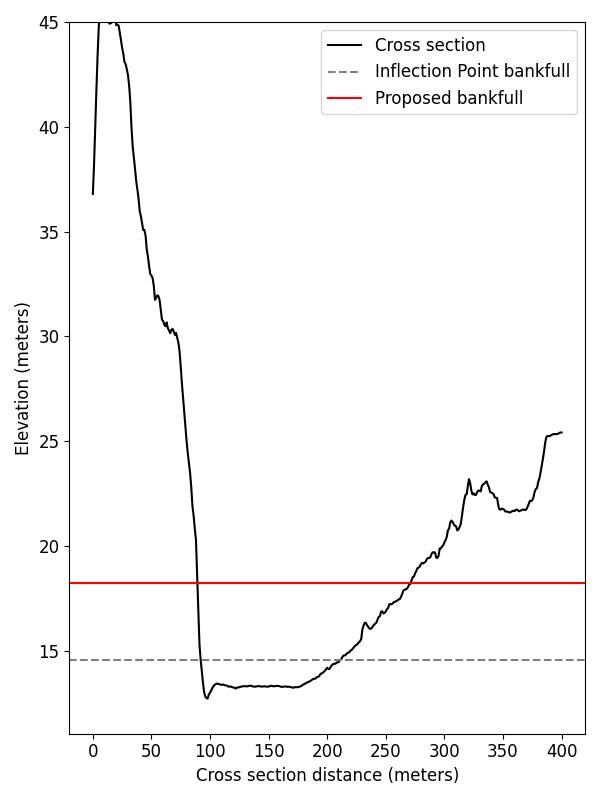 45
40
35
30
25
20
15
Elevation (meters)
Cross section
Inflection Point bankfull
Proposed bankfull
0 50 100 150 200 250 300 350 400
Cross section distance (meters)